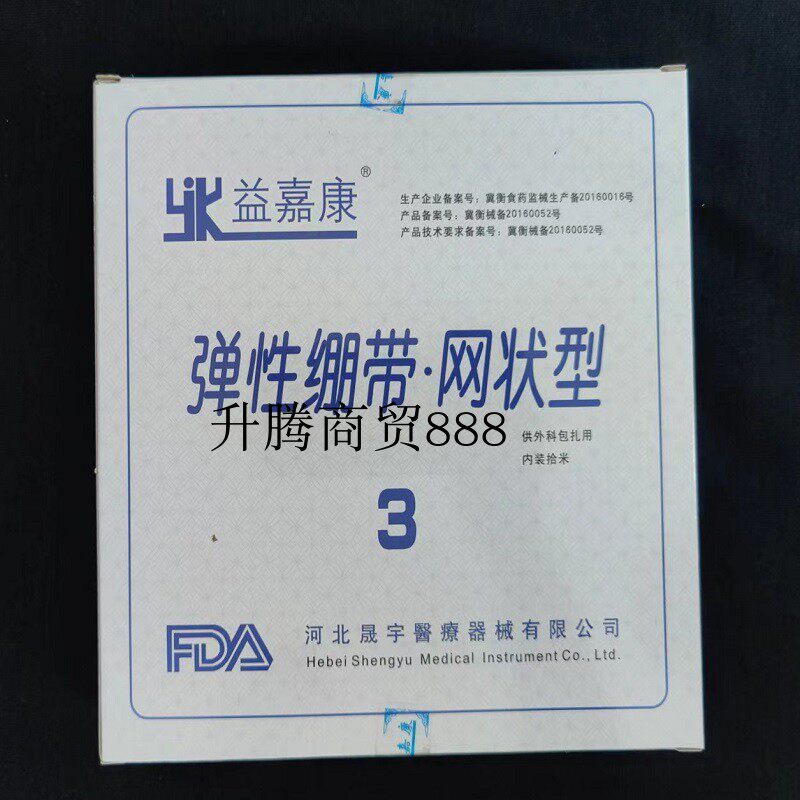 YJK益嘉康®
生产企业备案号：冀衡食药监械生产备20160016号
产品备案号：冀衡械备20160052号
产品技术要求备案号：冀衡械备20160052号
弹性绷带·网状型
升腾商贸888
供外科包扎用
内装拾米
3
FDA
河北晟宇醫療器械有限公司
Hebei Shengyu Medical Instrument Co., Ltd.
嘉康